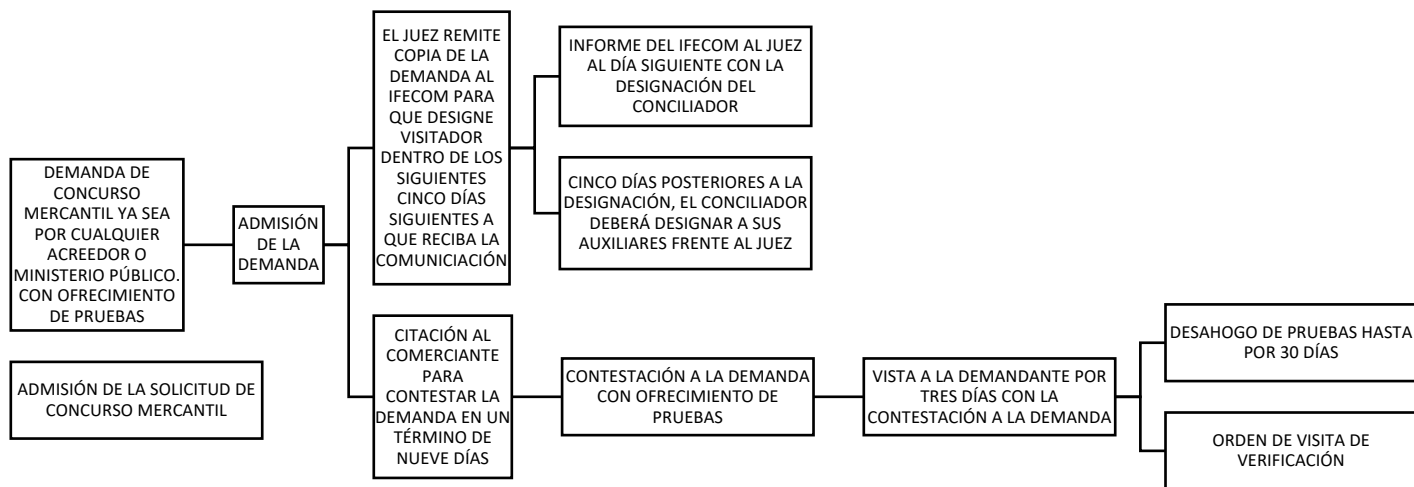 DEMANDA DE
CONCURSO
MERCANTIL YA SEA
POR CUALQUIER
ACREEDOR O
MINISTERIO PÚBLICO.
CON OFRECIMIENTO
DE PRUEBAS
ADMISIÓN DE LA SOLICITUD DE
CONCURSO MERCANTIL
ADMISIÓN
DE LA
DEMANDA
EL JUEZ REMITE
COPIA DE LA
DEMANDA AL
IFECOM PARA
QUE DESIGNE
VISITADOR
DENTRO DE LOS
SIGUIENTES
CINCO DÍAS
SIGUIENTES A
QUE RECIBA LA
COMUNICIACIÓN
INFORME DEL IFECOM AL JUEZ
AL DÍA SIGUIENTE CON LA
DESIGNACIÓN DEL
CONCILIADOR
CINCO DÍAS POSTERIORES A LA
DESIGNACIÓN, EL CONCILIADOR
DEBERÁ DESIGNAR A SUS
AUXILIARES FRENTE AL JUEZ
CITACIÓN AL
COMERCIANTE
PARA
CONTESTAR LA
DEMANDA EN UN
TÉRMINO DE
NUEVE DÍAS
CONTESTACIÓN A LA DEMANDA
CON OFRECIMIENTO DE
PRUEBAS
VISTA A LA DEMANDANTE POR
TRES DÍAS CON LA
CONTESTACIÓN A LA DEMANDA
DESAHOGO DE PRUEBAS HASTA
POR 30 DÍAS
ORDEN DE VISITA DE
VERIFICACIÓN